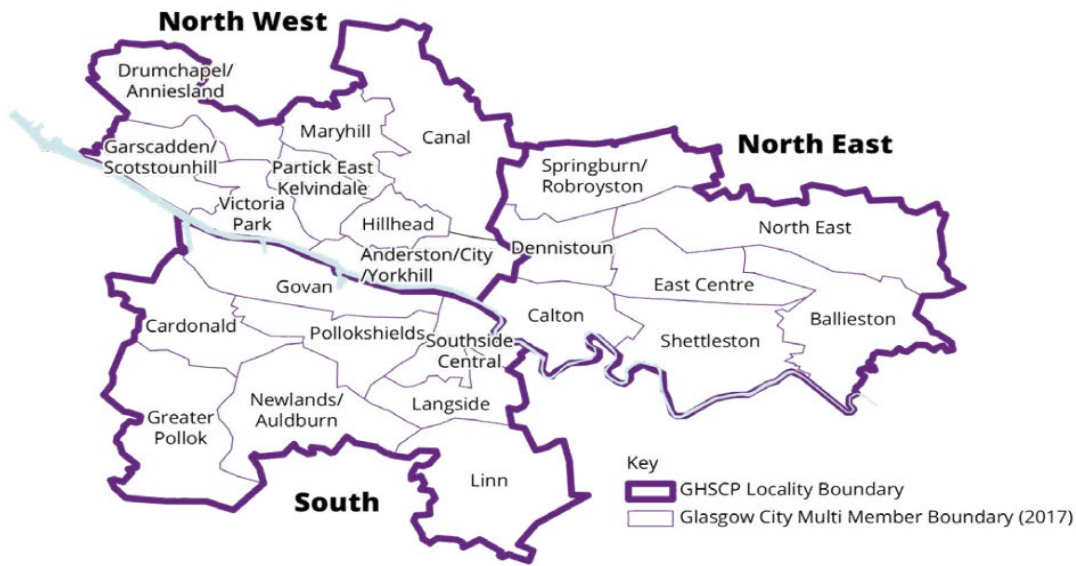 North West
Drumchapel/
Anniesland
Maryhill
Canal
Garscadden/
Scotstounhill
Partick East
Kelvindale
Victoria
Park
Hillhead
Anderston/City
/Yorkhill
North East
Springburn/
Robroyston
North East
Dennistoun
East Centre
Calton
Shettleston
Ballieston
Govan
Cardonald
Pollokshields
Southside
Central
Langside
Newlands/
Auldburn
Greater
Pollok
Linn
South
Key
GHSCP Locality Boundary
Glasgow City Multi Member Boundary (2017)